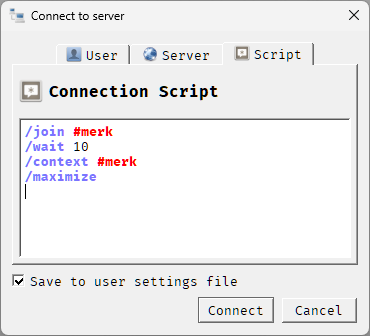 Connect to server
User
Server
Script
Connection Script
/join #merk
/wait 10
/context #merk
/maximize
Save to user settings file
Connect
Cancel